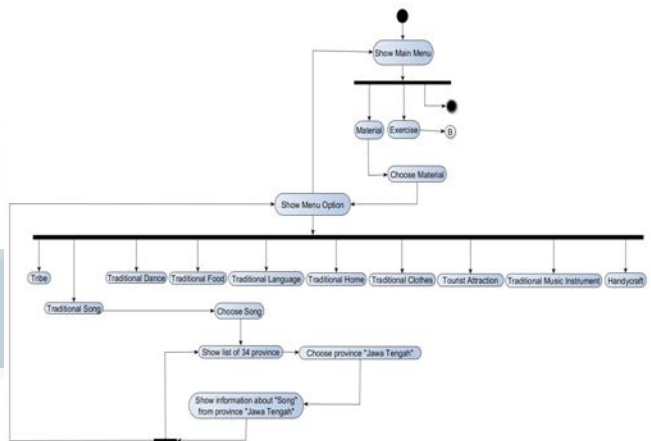 Show Main Menu
Material
Exercise
B
Choose Material
Show Menu Option
Tribe
Traditional Dance
Traditional Food
Traditional Language
Traditional Home
Traditional Clothes
Tourist Attraction
Traditional Music Instrument
Handycraft
Traditional Song
Choose Song
Show list of 34 province
Choose province "Jawa Tengah"
Show information about "Song"
from province "Jawa Tengah"